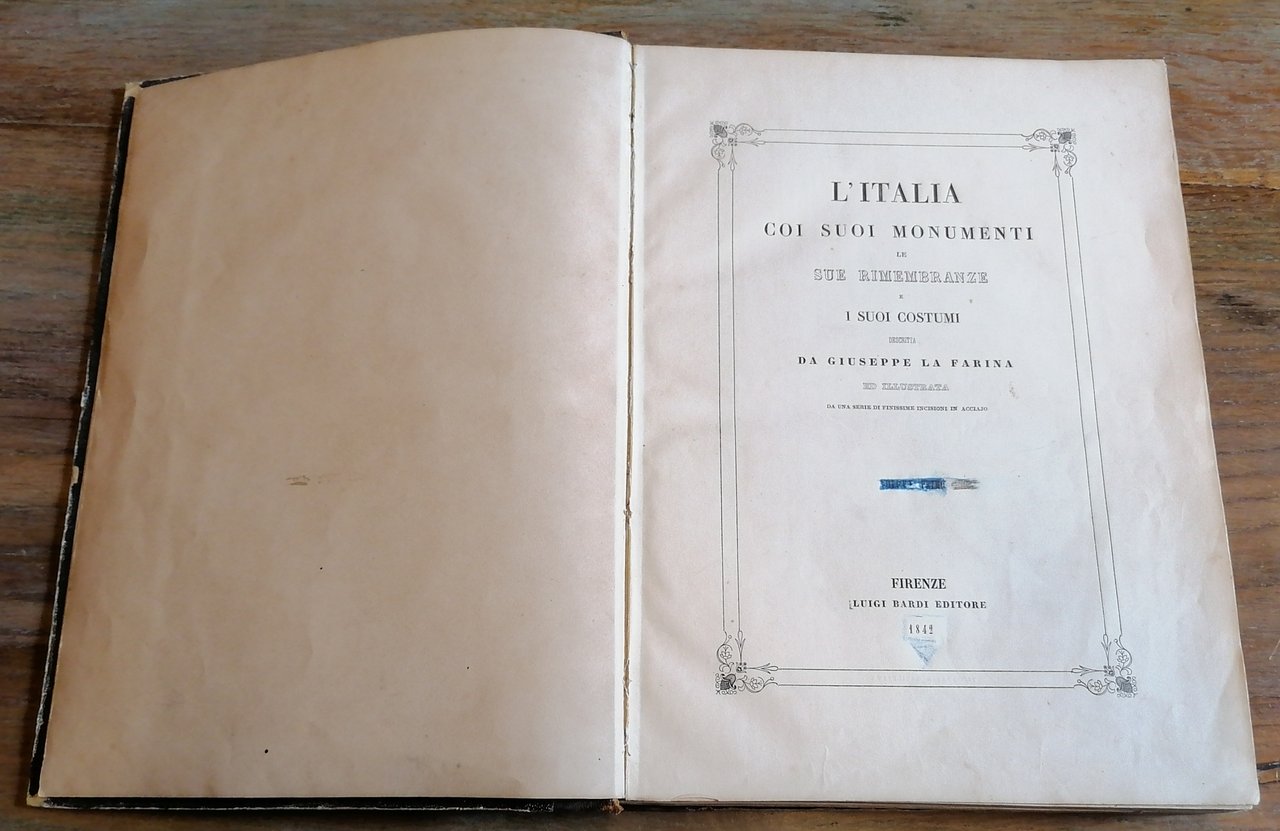 L'ITALIA
COI SUOI MONUMENTI
LE
SUE RIMEMBRANZE
E
I SUOI COSTUMI
DESCRITTA
DA GIUSEPPE LA FARINA
ED ILLUSTRATA
DA UNA SERIE DI FINISSIME INCISIONI IN ACCIAJO
FIRENZE
LUIGI BARDI EDITORE
1842